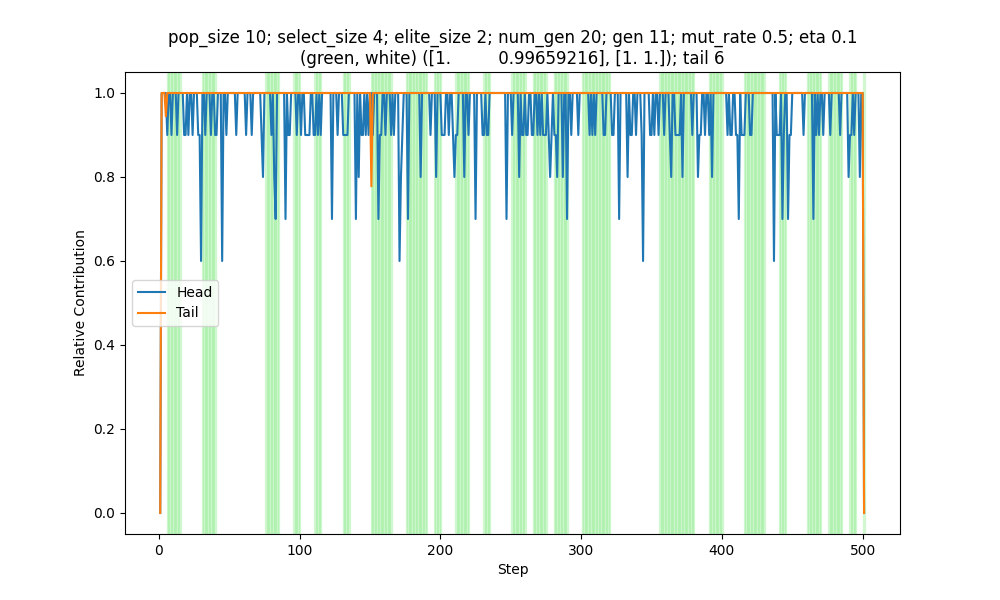 pop_size 10; select_size 4; elite_size 2; num_gen 20; gen 11; mut_rate 0.5; eta 0.1
(green, white) ([1.         0.99659216], [1. 1.]); tail 6
1.0
0.8
0.6
0.4
0.2
0.0
Relative Contribution
Head
Tail
0 100 200 300 400 500
Step